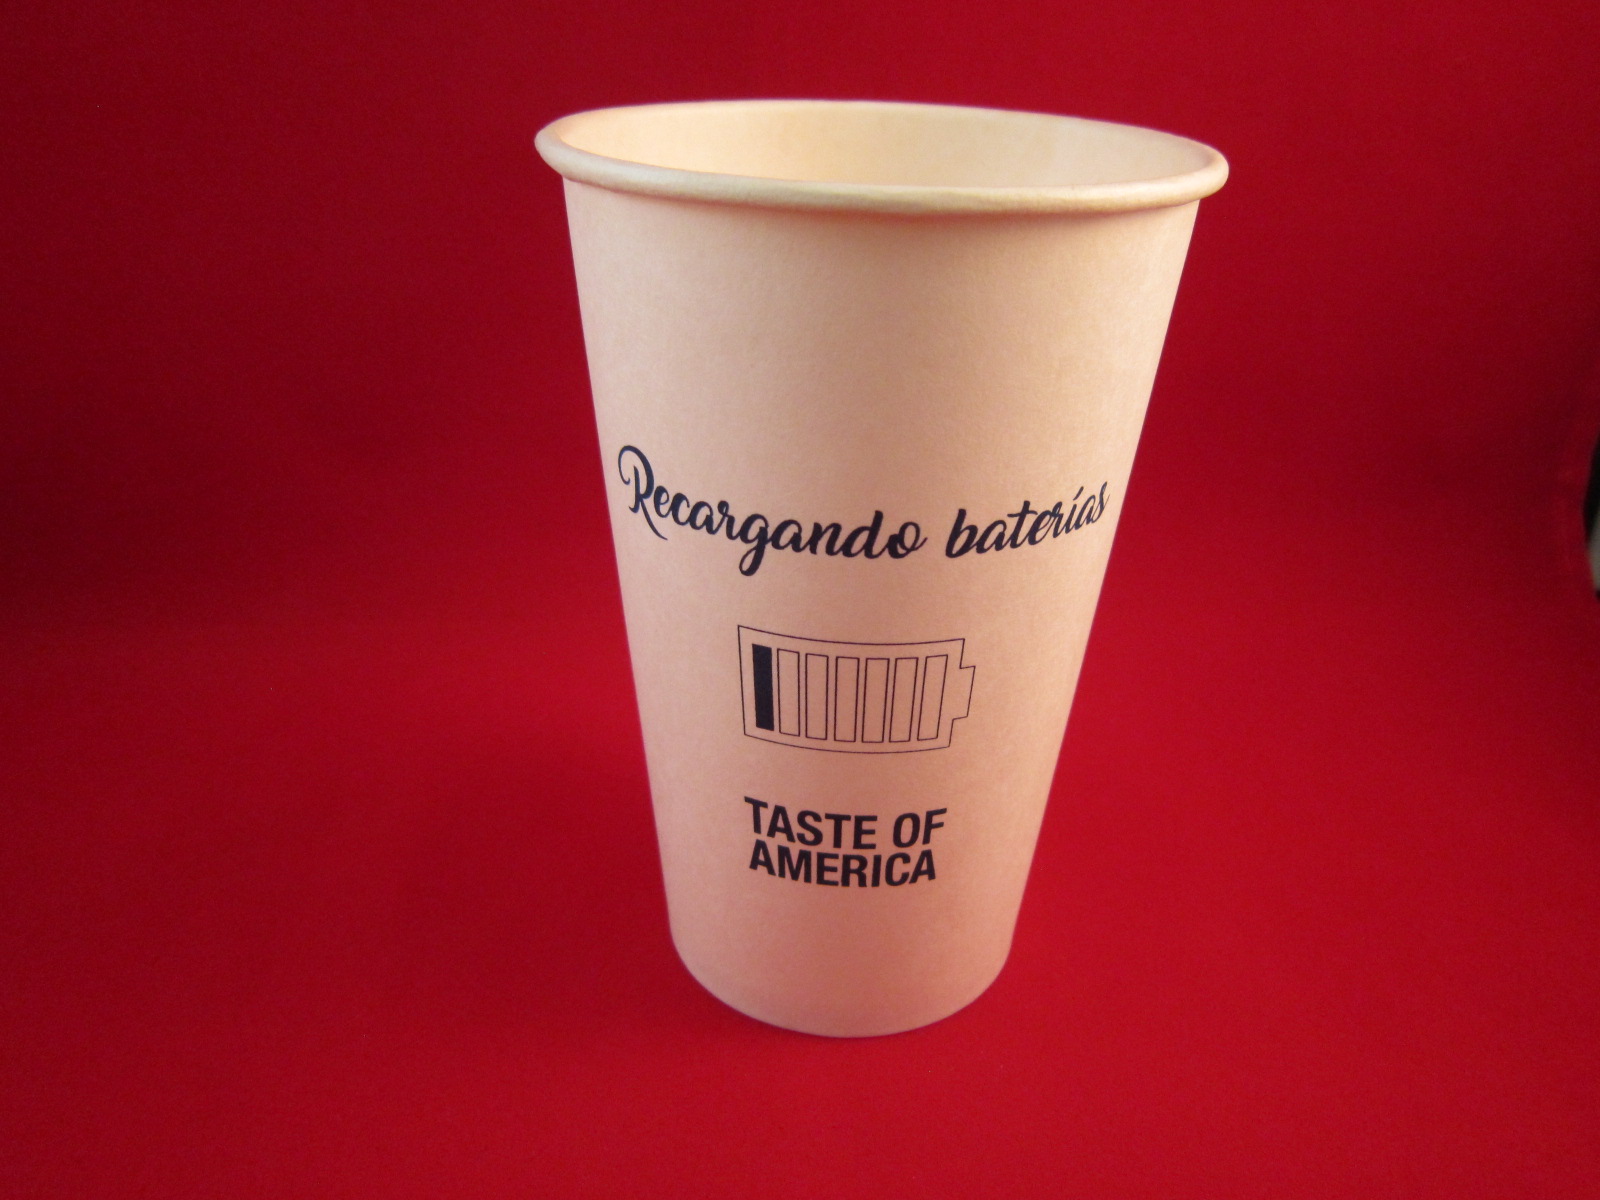 Recargando baterías
TASTE OF
AMERICA